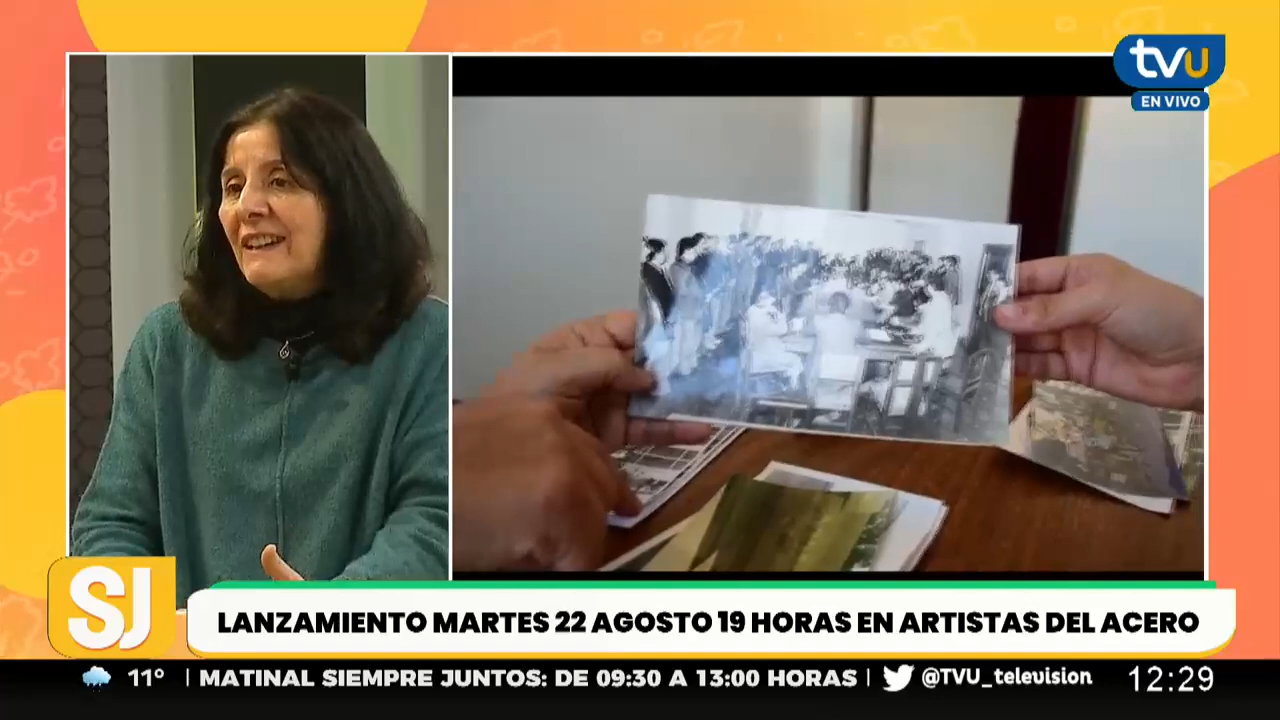 tvu
EN VIVO
SJ
LANZAMIENTO MARTES 22 AGOSTO 19 HORAS EN ARTISTAS DEL ACERO
11° | MATINAL SIEMPRE JUNTOS: DE 09:30 A 13:00 HORAS | @TVU_television 12:29